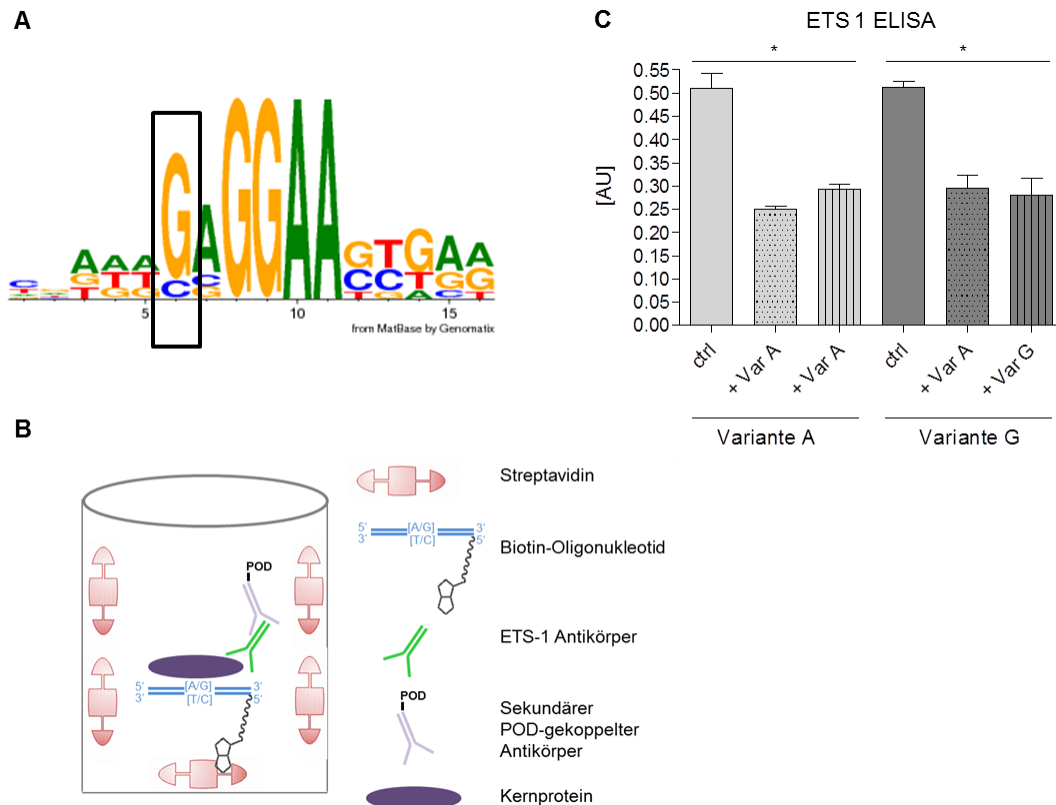 A
5
10
15
from MatBase by Genomatix
B
POD
5' [A/G] 3'
3' [T/C] 5'
Streptavidin
5' [A/G] 3'
3' [T/C] 5'
Biotin-Oligonukleotid
ETS-1 Antikörper
POD
Sekundärer
POD-gekoppelter
Antikörper
Kernprotein
C
ETS 1 ELISA
*
*
[AU]
0.55
0.50
0.45
0.40
0.35
0.30
0.25
0.20
0.15
0.10
0.05
0.00
ctrl
+ Var A
+ Var A
ctrl
+ Var A
+ Var G
Variante A
Variante G